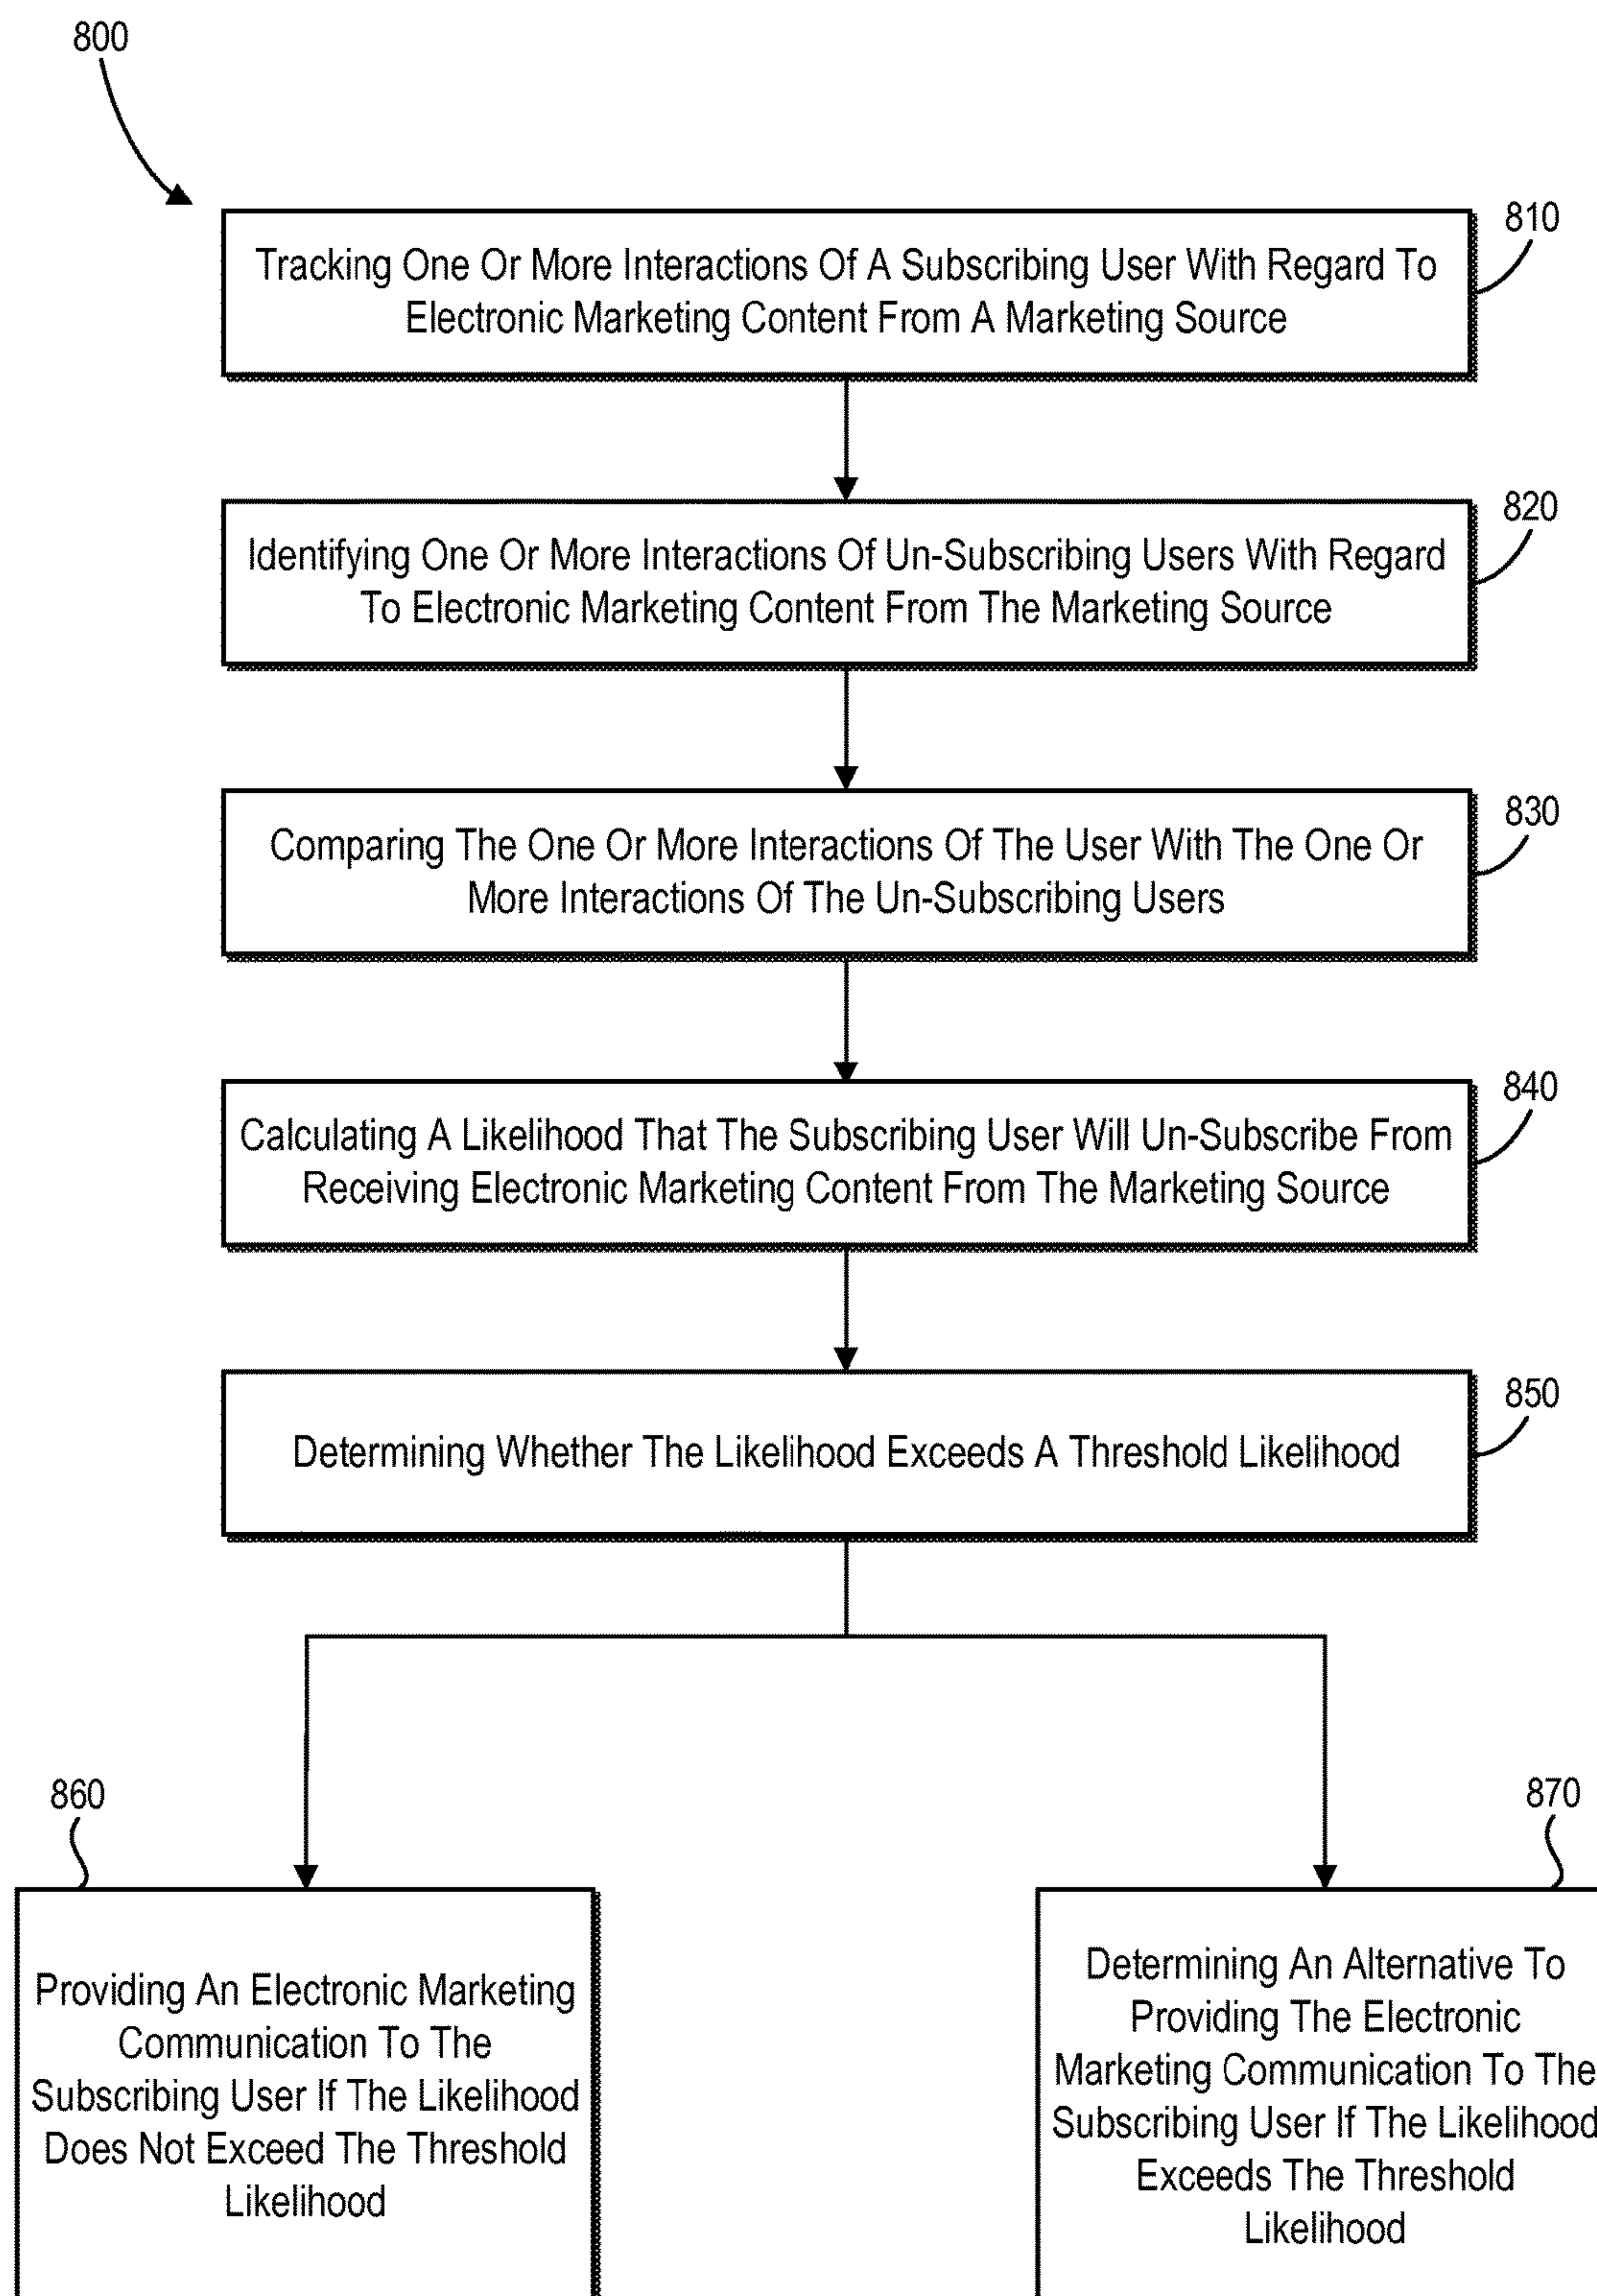 800
810
Tracking One Or More Interactions Of A Subscribing User With Regard To
Electronic Marketing Content From A Marketing Source
820
Identifying One Or More Interactions Of Un-Subscribing Users With Regard
To Electronic Marketing Content From The Marketing Source
830
Comparing The One Or More Interactions Of The User With The One Or
More Interactions Of The Un-Subscribing Users
840
Calculating A Likelihood That The Subscribing User Will Un-Subscribe From
Receiving Electronic Marketing Content From The Marketing Source
850
Determining Whether The Likelihood Exceeds A Threshold Likelihood
860
Providing An Electronic Marketing
Communication To The
Subscribing User If The Likelihood
Does Not Exceed The Threshold
Likelihood
870
Determining An Alternative To
Providing The Electronic
Marketing Communication To The
Subscribing User If The Likelihood
Exceeds The Threshold
Likelihood